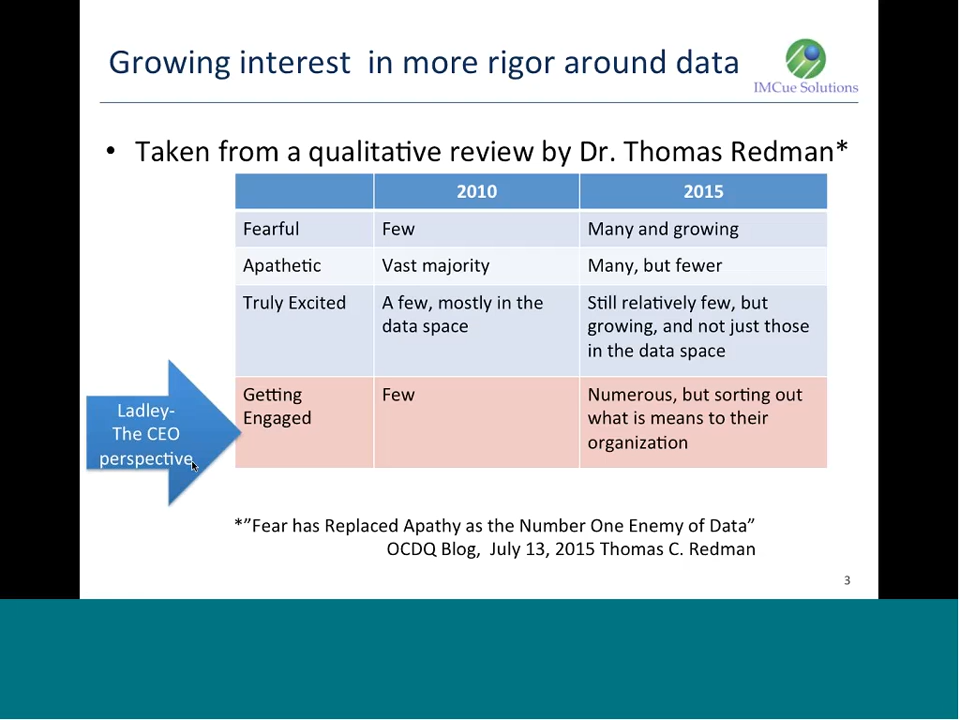 Growing interest in more rigor around data
IMCue Solutions
• Taken from a qualitative review by Dr. Thomas Redman*
2010 2015
Fearful Few Many and growing
Apathetic Vast majority Many, but fewer
Truly Excited A few, mostly in the Still relatively few, but
data space growing, and not just those
in the data space
Getting Few Numerous, but sorting out
Engaged what is means to their
organization
Ladley-
The CEO
perspective
*”Fear has Replaced Apathy as the Number One Enemy of Data”
OCDQ Blog, July 13, 2015 Thomas C. Redman
3